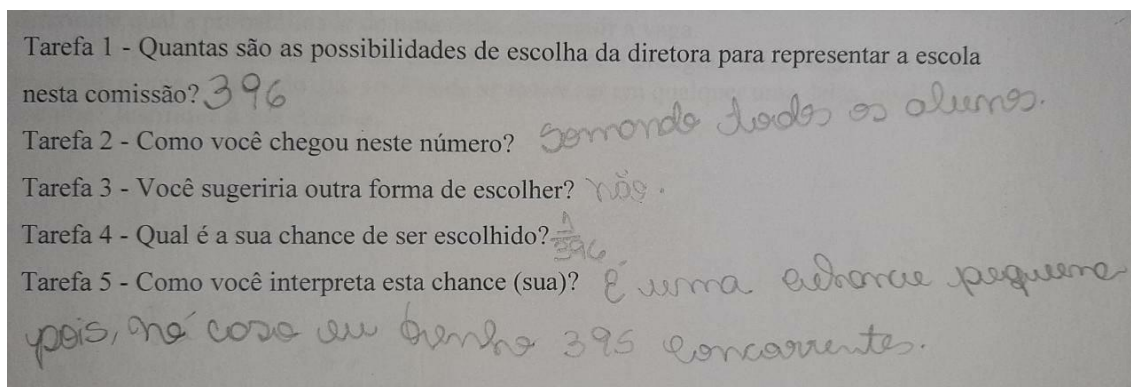 Tarefa 1 - Quantas são as possibilidades de escolha da diretora para representar a escola
nesta comissão? 396
Tarefa 2 - Como você chegou neste número? Somando todos os alunos.
Tarefa 3 - Você sugeriria outra forma de escolher? não.
Tarefa 4 - Qual é a sua chance de ser escolhido? 1/396
Tarefa 5 - Como você interpreta esta chance (sua)? É uma chance pequena
pois, no caso eu tenho 395 concorrentes.